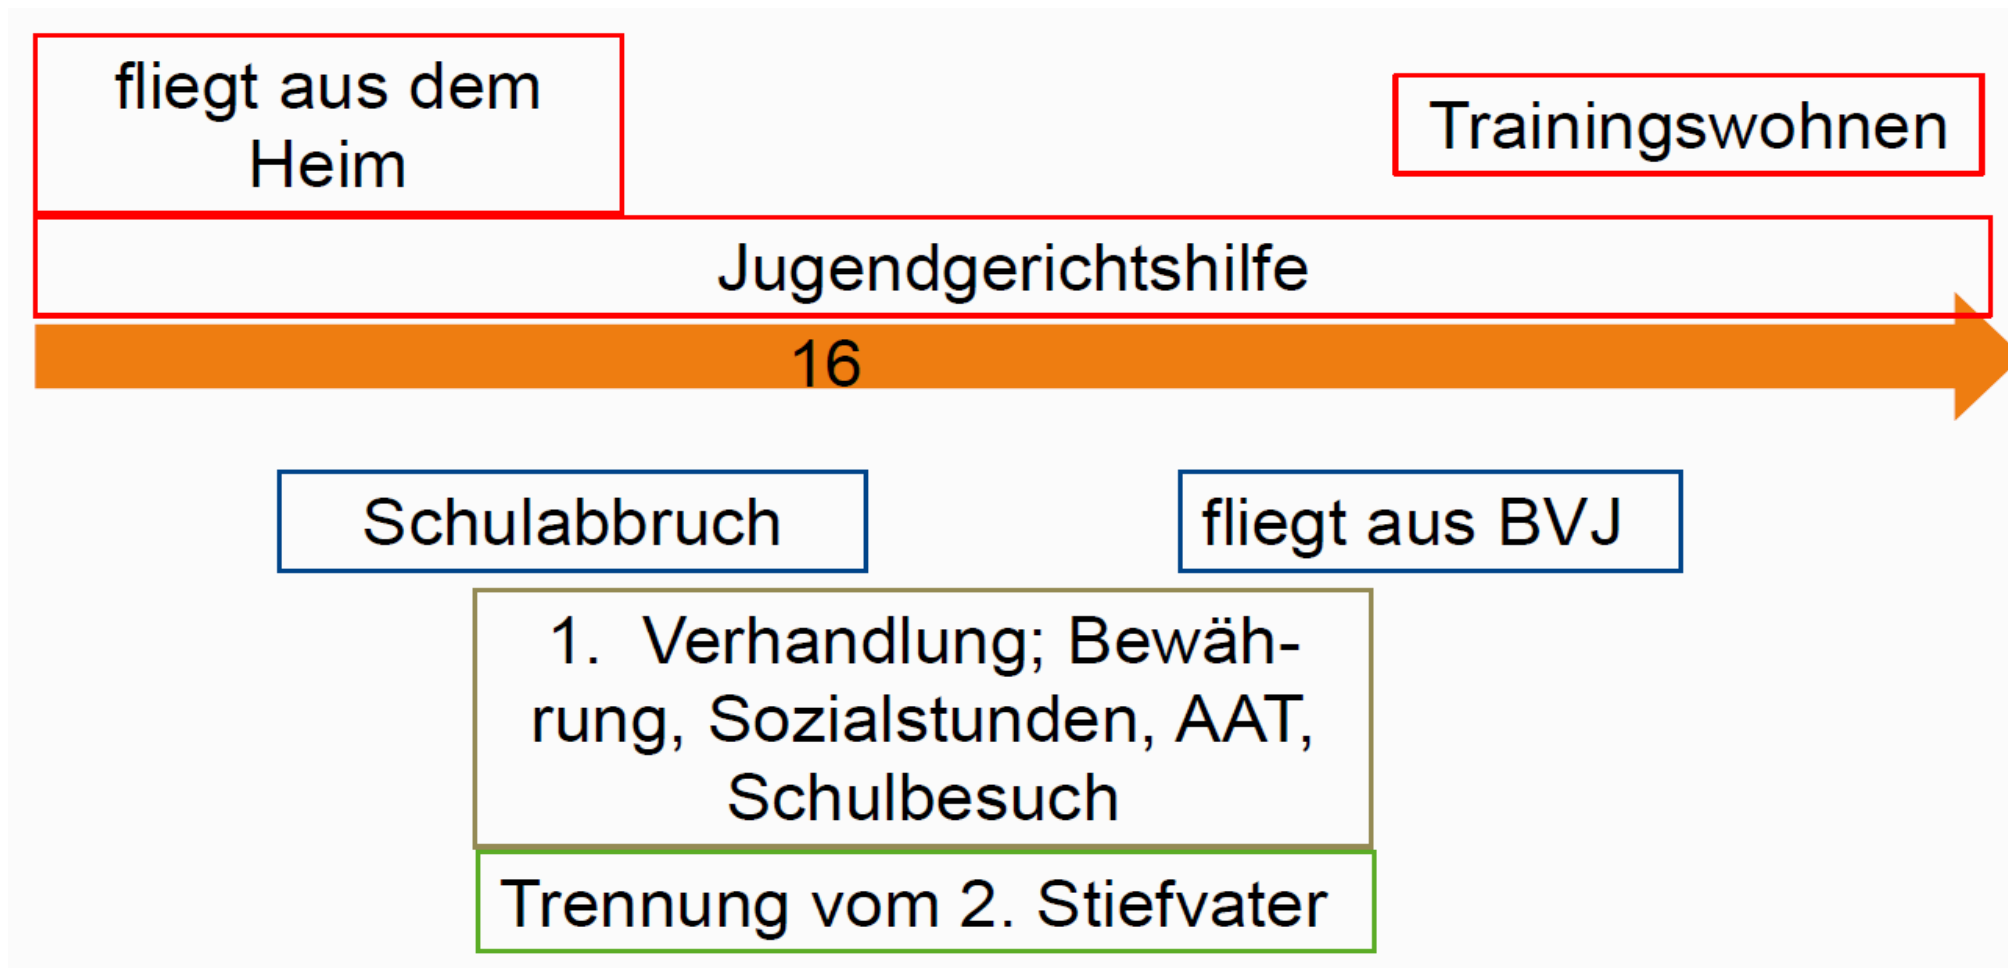 fliegt aus dem
Heim
Trainingswohnen
Jugendgerichtshilfe
16
Schulabbruch
fliegt aus BVJ
1. Verhandlung; Bewäh-
rung, Sozialstunden, AAT,
Schulbesuch
Trennung vom 2. Stiefvater